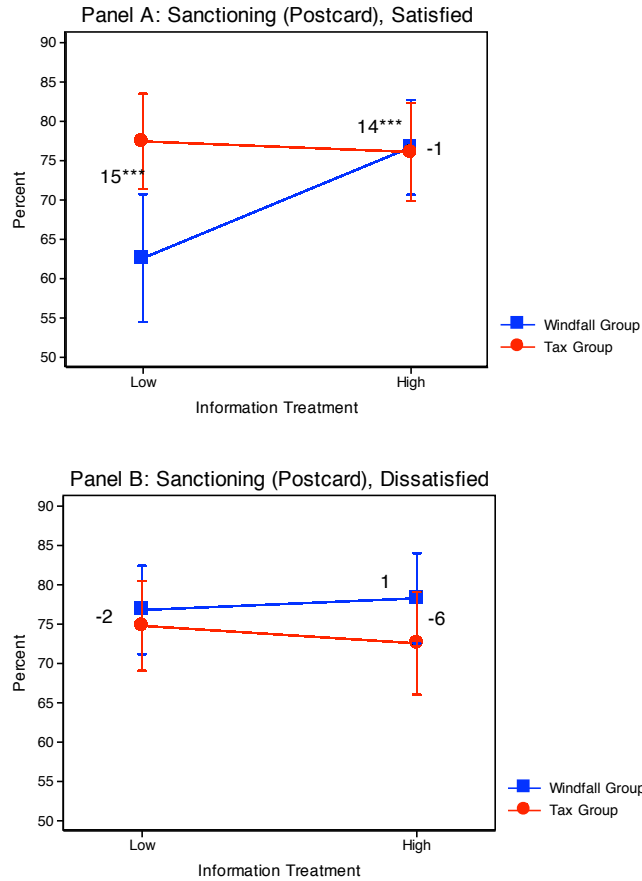 Panel A: Sanctioning (Postcard), Satisfied
90
85
80
75
70
65
60
55
50
Percent
15***
14***
-1
Low
High
Information Treatment
Windfall Group
Tax Group
Panel B: Sanctioning (Postcard), Dissatisfied
90
85
80
75
70
65
60
55
50
Percent
-2
1
-6
Low
High
Information Treatment
Windfall Group
Tax Group